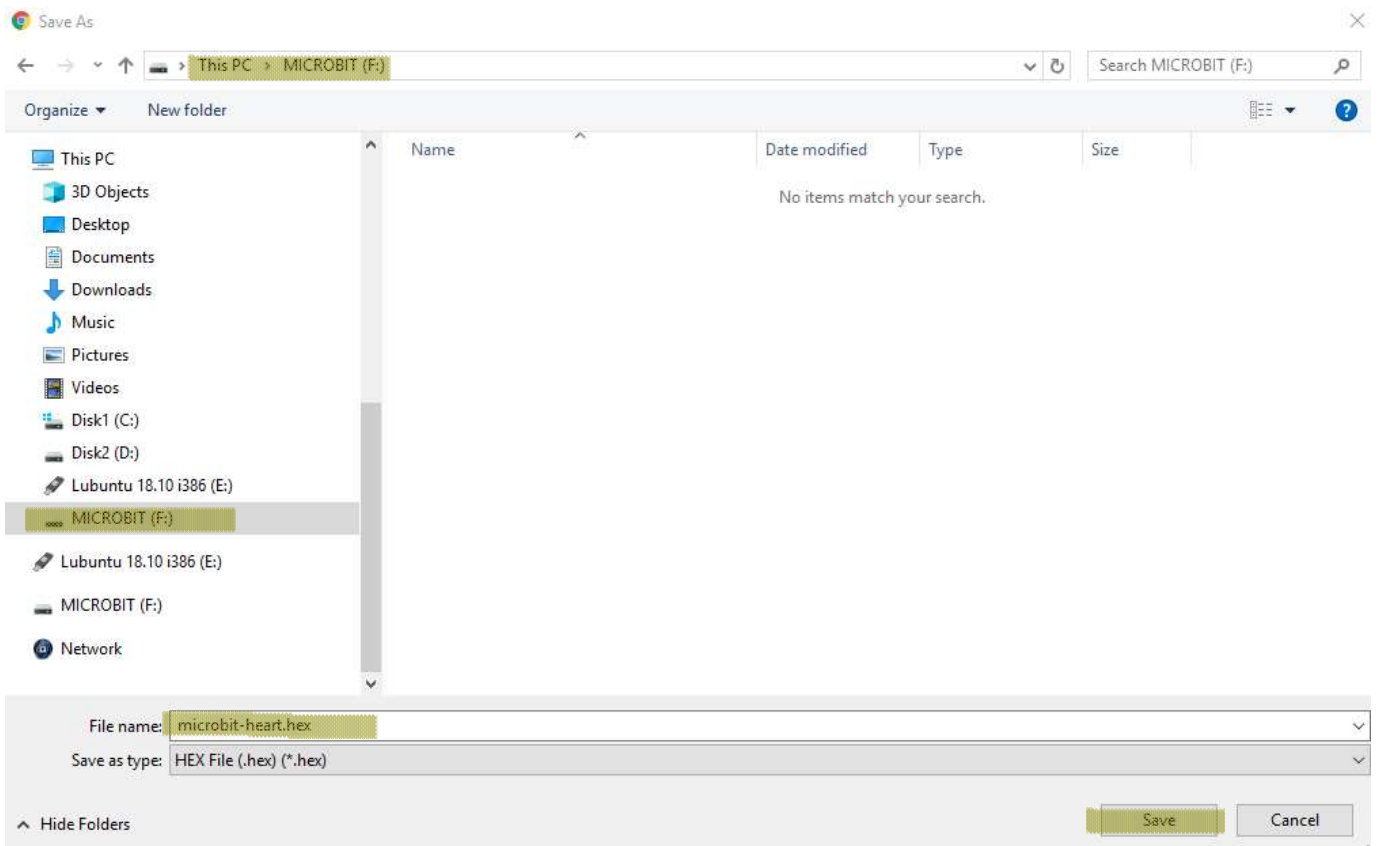 Save As
This PC › MICROBIT (F:)
Search MICROBIT (F:)
Organize
New folder
Name
Date modified
Type
Size
No items match your search.
This PC
3D Objects
Desktop
Documents
Downloads
Music
Pictures
Videos
Disk1 (C:)
Disk2 (D:)
Lubuntu 18.10 i386 (E:)
MICROBIT (F:)
Lubuntu 18.10 i386 (E:)
MICROBIT (F:)
Network
File name: microbit-heart.hex
Save as type: HEX File (.hex) (*.hex)
Hide Folders
Save
Cancel